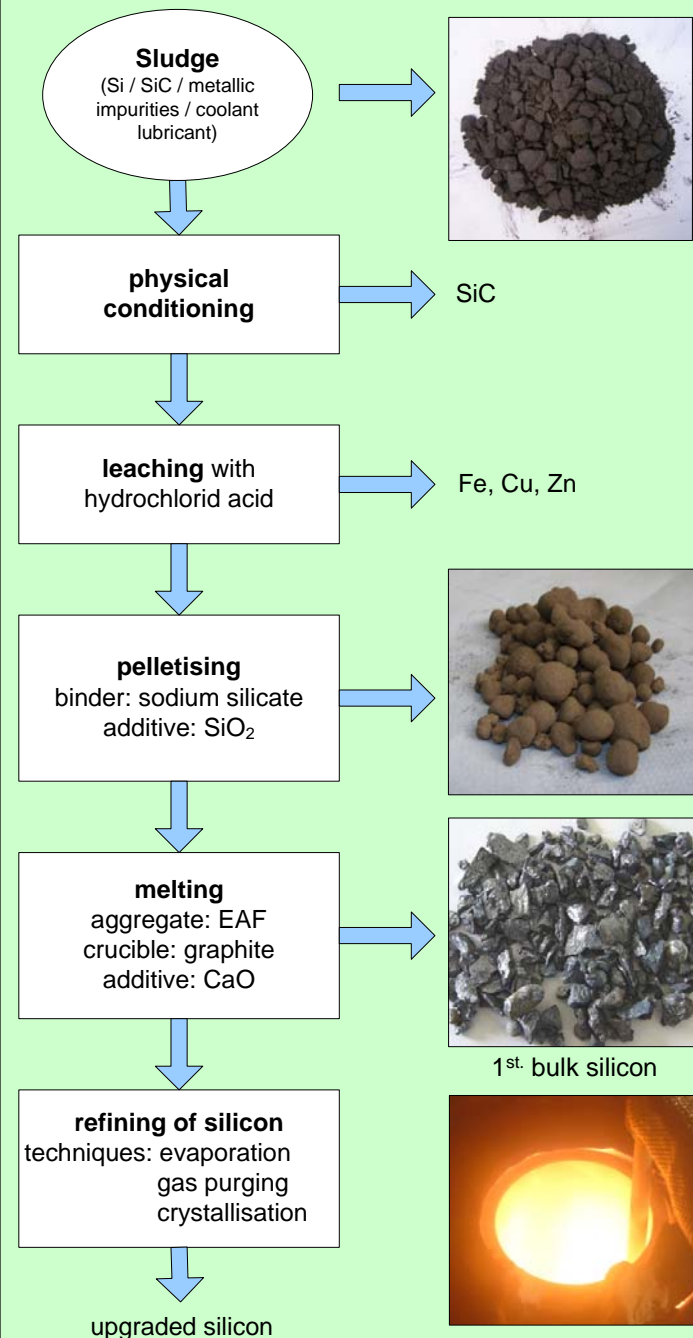 Sludge
(Si / SiC / metallic
impurities / coolant
lubricant)
physical
conditioning
SiC
leaching with
hydrochlorid acid
Fe, Cu, Zn
pelletising
binder: sodium silicate
additive: SiO₂
melting
aggregate: EAF
crucible: graphite
additive: CaO
1st. bulk silicon
refining of silicon
techniques: evaporation
gas purging
crystallisation
upgraded silicon